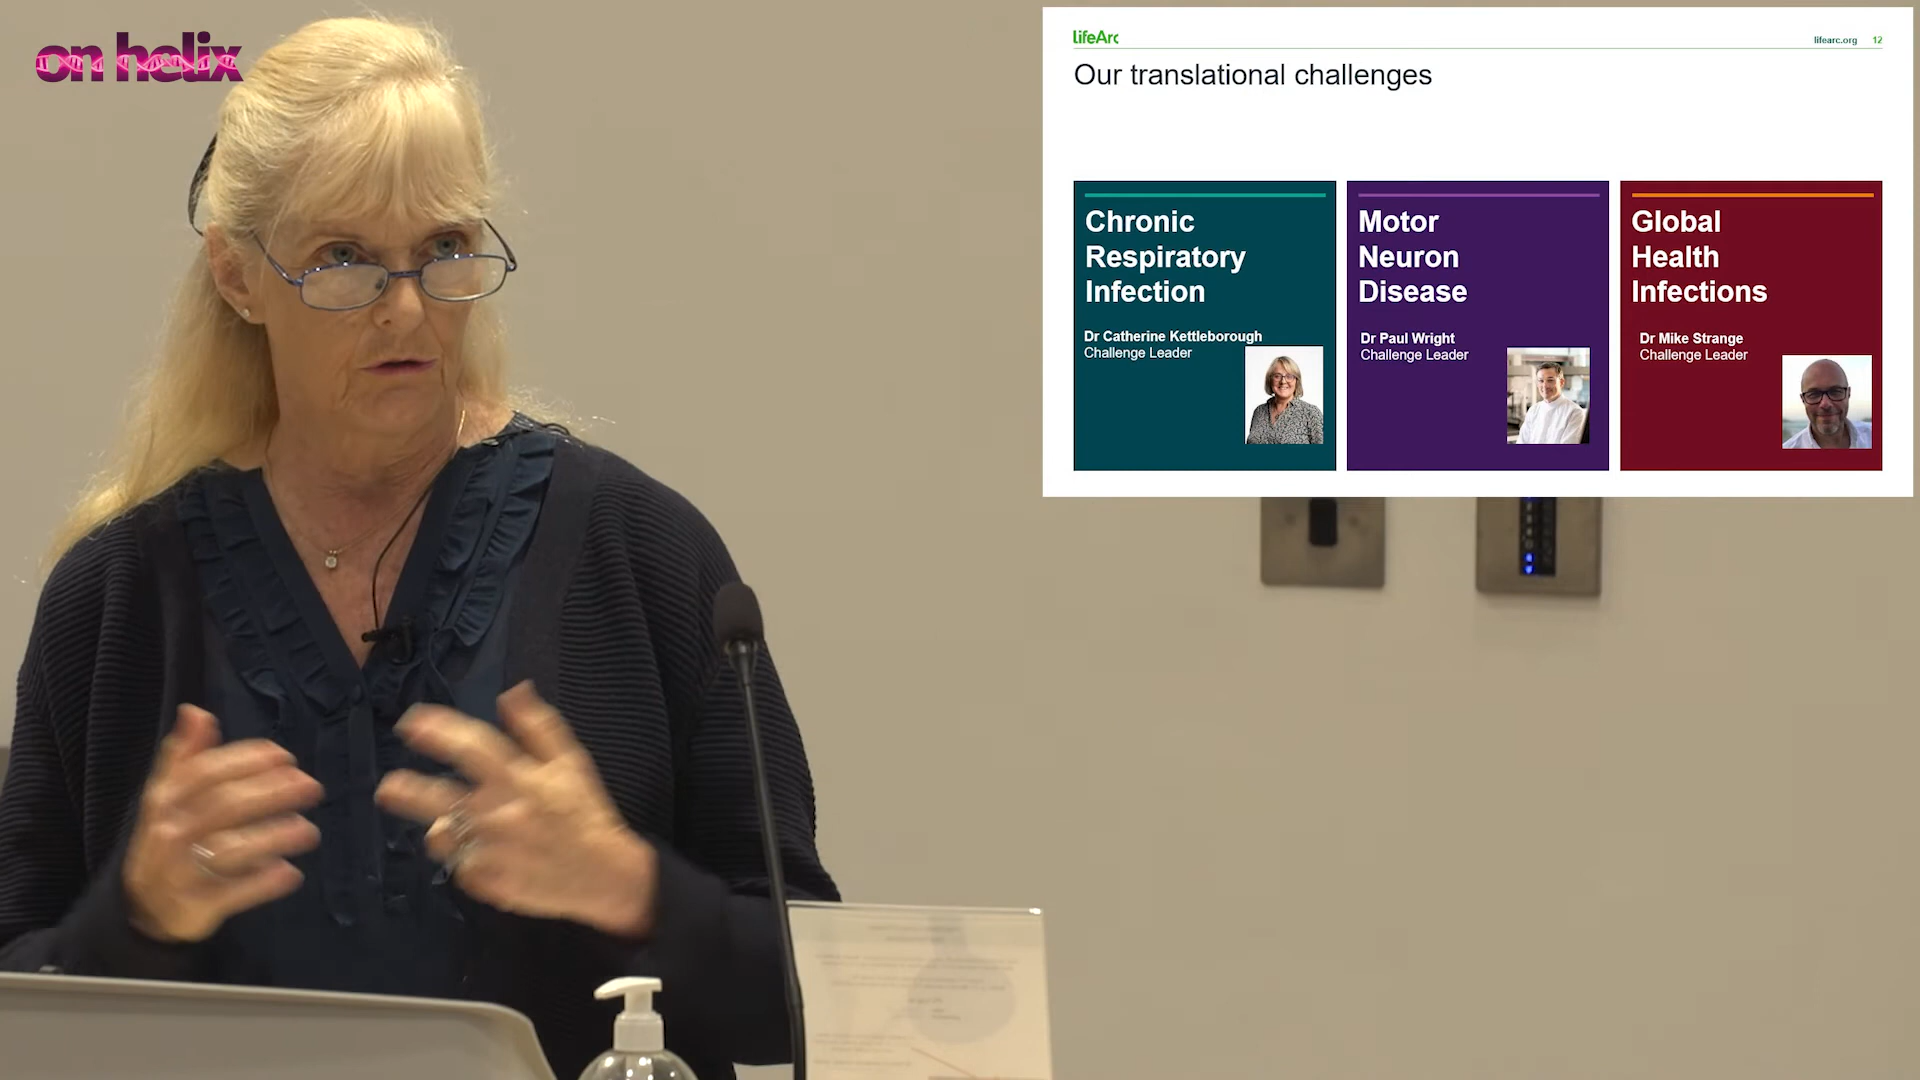 on helix
LifeArc
lifearc.org 12
Our translational challenges
Chronic
Respiratory
Infection
Dr Catherine Kettleborough
Challenge Leader
Motor
Neuron
Disease
Dr Paul Wright
Challenge Leader
Global
Health
Infections
Dr Mike Strange
Challenge Leader